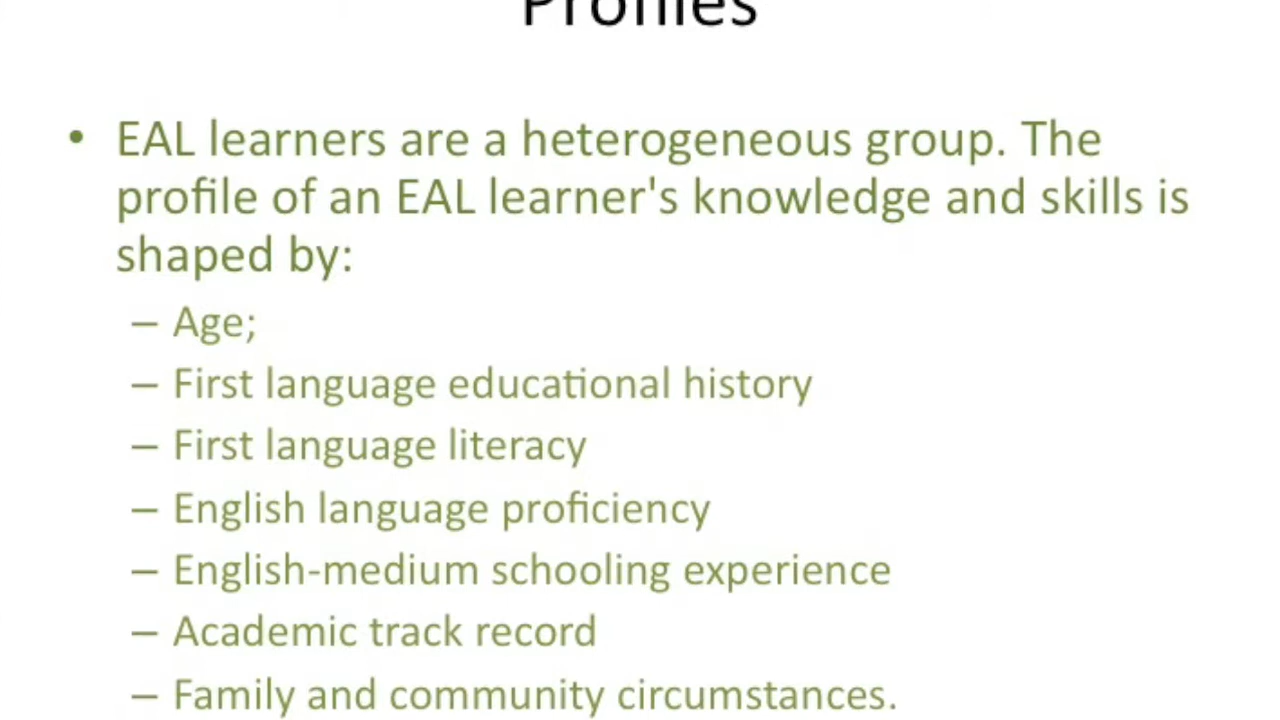 Profiles
• EAL learners are a heterogeneous group. The
profile of an EAL learner's knowledge and skills is
shaped by:
– Age;
– First language educational history
– First language literacy
– English language proficiency
– English-medium schooling experience
– Academic track record
– Family and community circumstances.